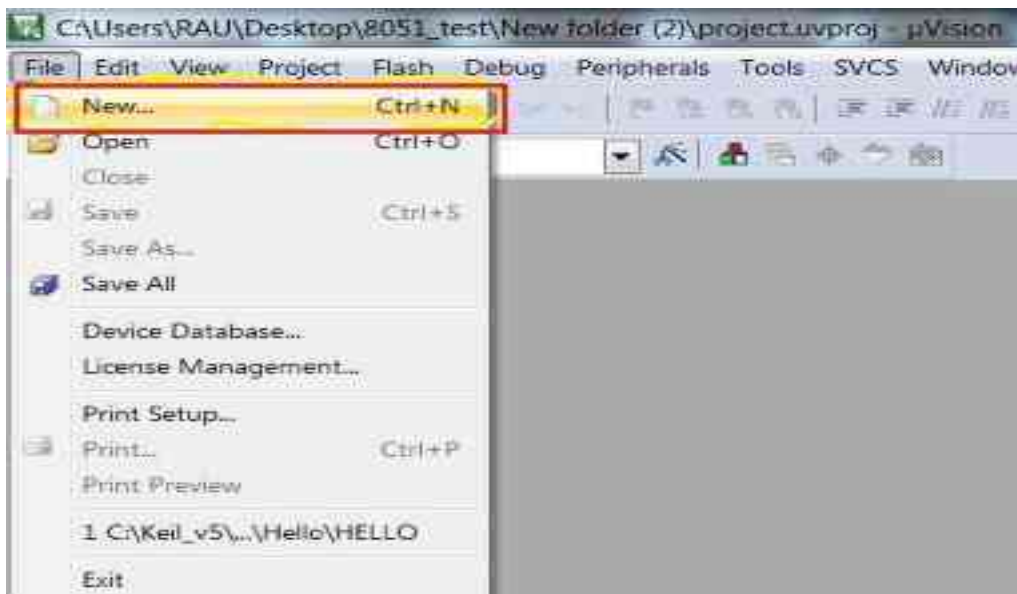 C:\Users\RAU\Desktop\8051_test\New folder (2)\project.uvproj - µVision
File Edit View Project Flash Debug Peripherals Tools SVCS Window
New... Ctrl+N
Open Ctrl+O
Close
Save Ctrl+S
Save As...
Save All
Device Database...
License Management...
Print Setup...
Print... Ctrl+P
Print Preview
1 C:\Keil_v5\...\Hello\HELLO
Exit